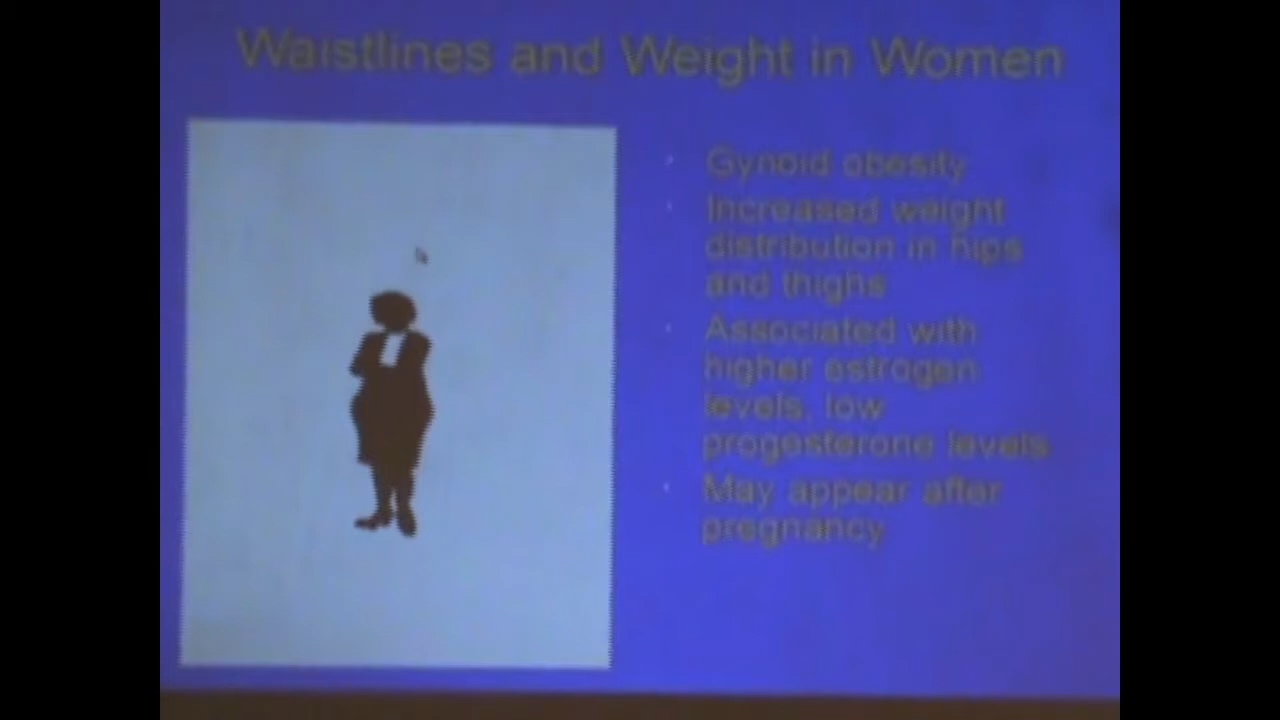 Waistlines and Weight in Women
Gynoid obesity
Increased weight
distribution in hips
and thighs
Associated with
higher estrogen
levels, low
progesterone levels
May appear after
pregnancy